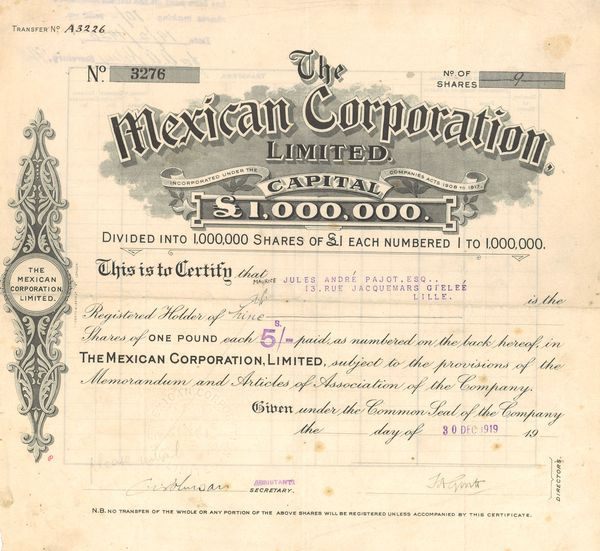 TRANSFER No. A3226
No. 3276
No. OF SHARES 9
The
Mexican Corporation,
LIMITED.
INCORPORATED UNDER THE COMPANIES ACTS 1908 TO 1917.
CAPITAL
£1,000,000.
DIVIDED INTO 1,000,000 SHARES OF £1 EACH NUMBERED 1 TO 1,000,000.
This is to Certify that MAURICE JULES ANDRÉ PAJOT, ESQ.,
13, RUE JACQUEMARS GIELÉE
LILLE.
is the
Registered Holder of Nine
Shares of ONE POUND each 5/- paid, as numbered on the back hereof, in
THE MEXICAN CORPORATION, LIMITED, subject to the provisions of the
Memorandum and Articles of Association of the Company.
Given under the Common Seal of the Company
the day of 30 DEC 1919 19
THE
MEXICAN
CORPORATION,
LIMITED.
ASSISTANT
SECRETARY.
DIRECTORS.
N.B. NO TRANSFER OF THE WHOLE OR ANY PORTION OF THE ABOVE SHARES WILL BE REGISTERED UNLESS ACCOMPANIED BY THIS CERTIFICATE.